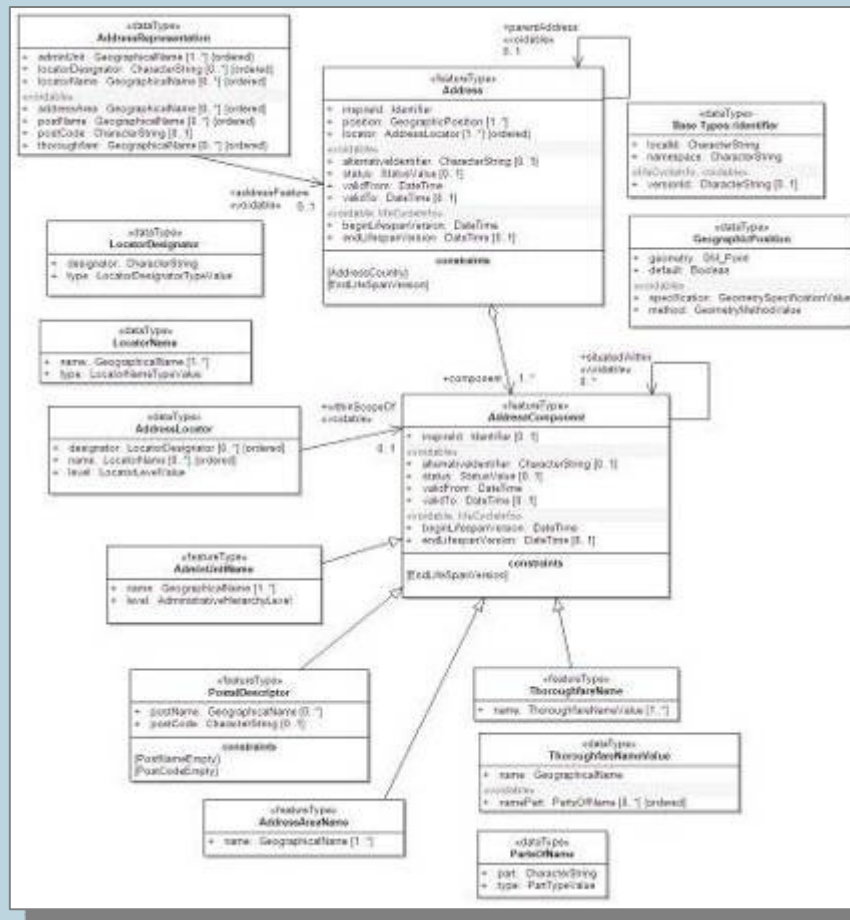 «dataType»
AddressRepresentation
+ adminUnit: GeographicalName [1..*] {ordered}
+ locatorDesignator: CharacterString [0..*] {ordered}
+ locatorName: GeographicalName [0..*] {ordered}
«voidable»
+ addressArea: GeographicalName [0..*] {ordered}
+ postName: GeographicalName [0..*] {ordered}
+ postCode: CharacterString [0..1]
+ thoroughfare: GeographicalName [0..*] {ordered}
+parentAddress
«voidable»
0..1
«featureType»
Address
+ inspireId: Identifier
+ position: GeographicPosition [1..*]
+ locator: AddressLocator [1..*] {ordered}
«voidable»
+ alternativeIdentifier: CharacterString [0..1]
+ status: StatusValue [0..1]
+ validFrom: DateTime
+ validTo: DateTime [0..1]
«voidable, lifeCycleInfo»
+ beginLifespanVersion: DateTime
+ endLifespanVersion: DateTime [0..1]
constraints
{AddressCountry}
{EndLifeSpanVersion}
«dataType»
Base Types::Identifier
+ localId: CharacterString
+ namespace: CharacterString
«lifeCycleInfo, voidable»
+ versionId: CharacterString [0..1]
+addressFeature
«voidable» 0..1
«dataType»
LocatorDesignator
+ designator: CharacterString
+ type: LocatorDesignatorTypeValue
«dataType»
GeographicPosition
+ geometry: GM_Point
+ default: Boolean
«voidable»
+ specification: GeometrySpecificationValue
+ method: GeometryMethodValue
«dataType»
LocatorName
+ name: GeographicalName [1..*]
+ type: LocatorNameTypeValue
+component 1..*
+situatedWithin
«voidable»
0..*
«dataType»
AddressLocator
+ designator: LocatorDesignator [0..*] {ordered}
+ name: LocatorName [0..*] {ordered}
+ level: LocatorLevelValue
+withinScopeOf
«voidable»
0..1
«featureType»
AddressComponent
+ inspireId: Identifier [0..1]
«voidable»
+ alternativeIdentifier: CharacterString [0..1]
+ status: StatusValue [0..1]
+ validFrom: DateTime
+ validTo: DateTime [0..1]
«voidable, lifeCycleInfo»
+ beginLifespanVersion: DateTime
+ endLifespanVersion: DateTime [0..1]
constraints
{EndLifeSpanVersion}
«featureType»
AdminUnitName
+ name: GeographicalName [1..*]
+ level: AdministrativeHierarchyLevel
«featureType»
PostalDescriptor
+ postName: GeographicalName [0..*]
+ postCode: CharacterString [0..1]
constraints
{PostNameEmpty}
{PostCodeEmpty}
«featureType»
ThoroughfareName
+ name: ThoroughfareNameValue [1..*]
«dataType»
ThoroughfareNameValue
+ name: GeographicalName
«voidable»
+ namePart: PartsOfName [0..*] {ordered}
«featureType»
AddressAreaName
+ name: GeographicalName [1..*]
«dataType»
PartsOfName
+ part: CharacterString
+ type: PartTypeValue